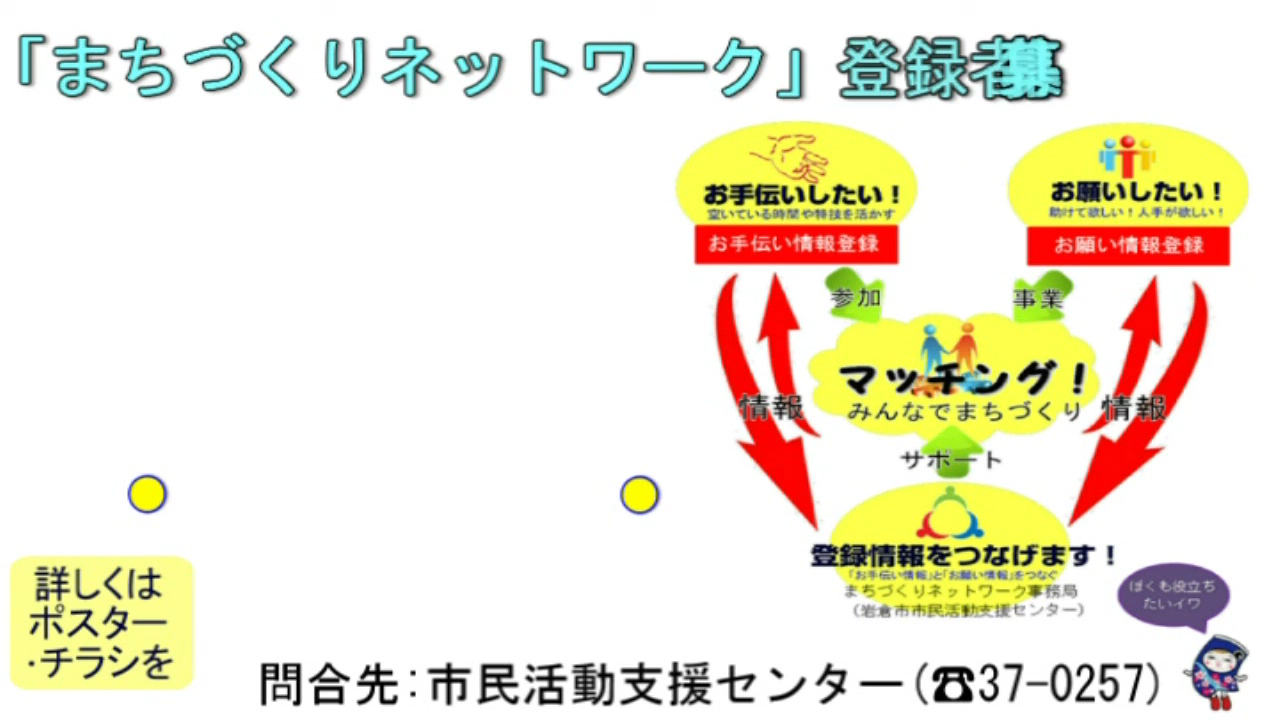 「まちづくりネットワーク」登録者募
お手伝いしたい！
空いている時間や特技を活かす
お手伝い情報登録
お願いしたい！
助けて欲しい！人手が欲しい！
お願い情報登録
参加
事業
マッチング！
みんなでまちづくり
情報
情報
サポート
登録情報をつなげます！
「お手伝い情報」と「お願い情報」をつなぐ
まちづくりネットワーク事務局
（岩倉市市民活動支援センター）
ぼくも役立ち
たいイワ
詳しくは
ポスター
・チラシを
問合先：市民活動支援センター（☎37-0257）